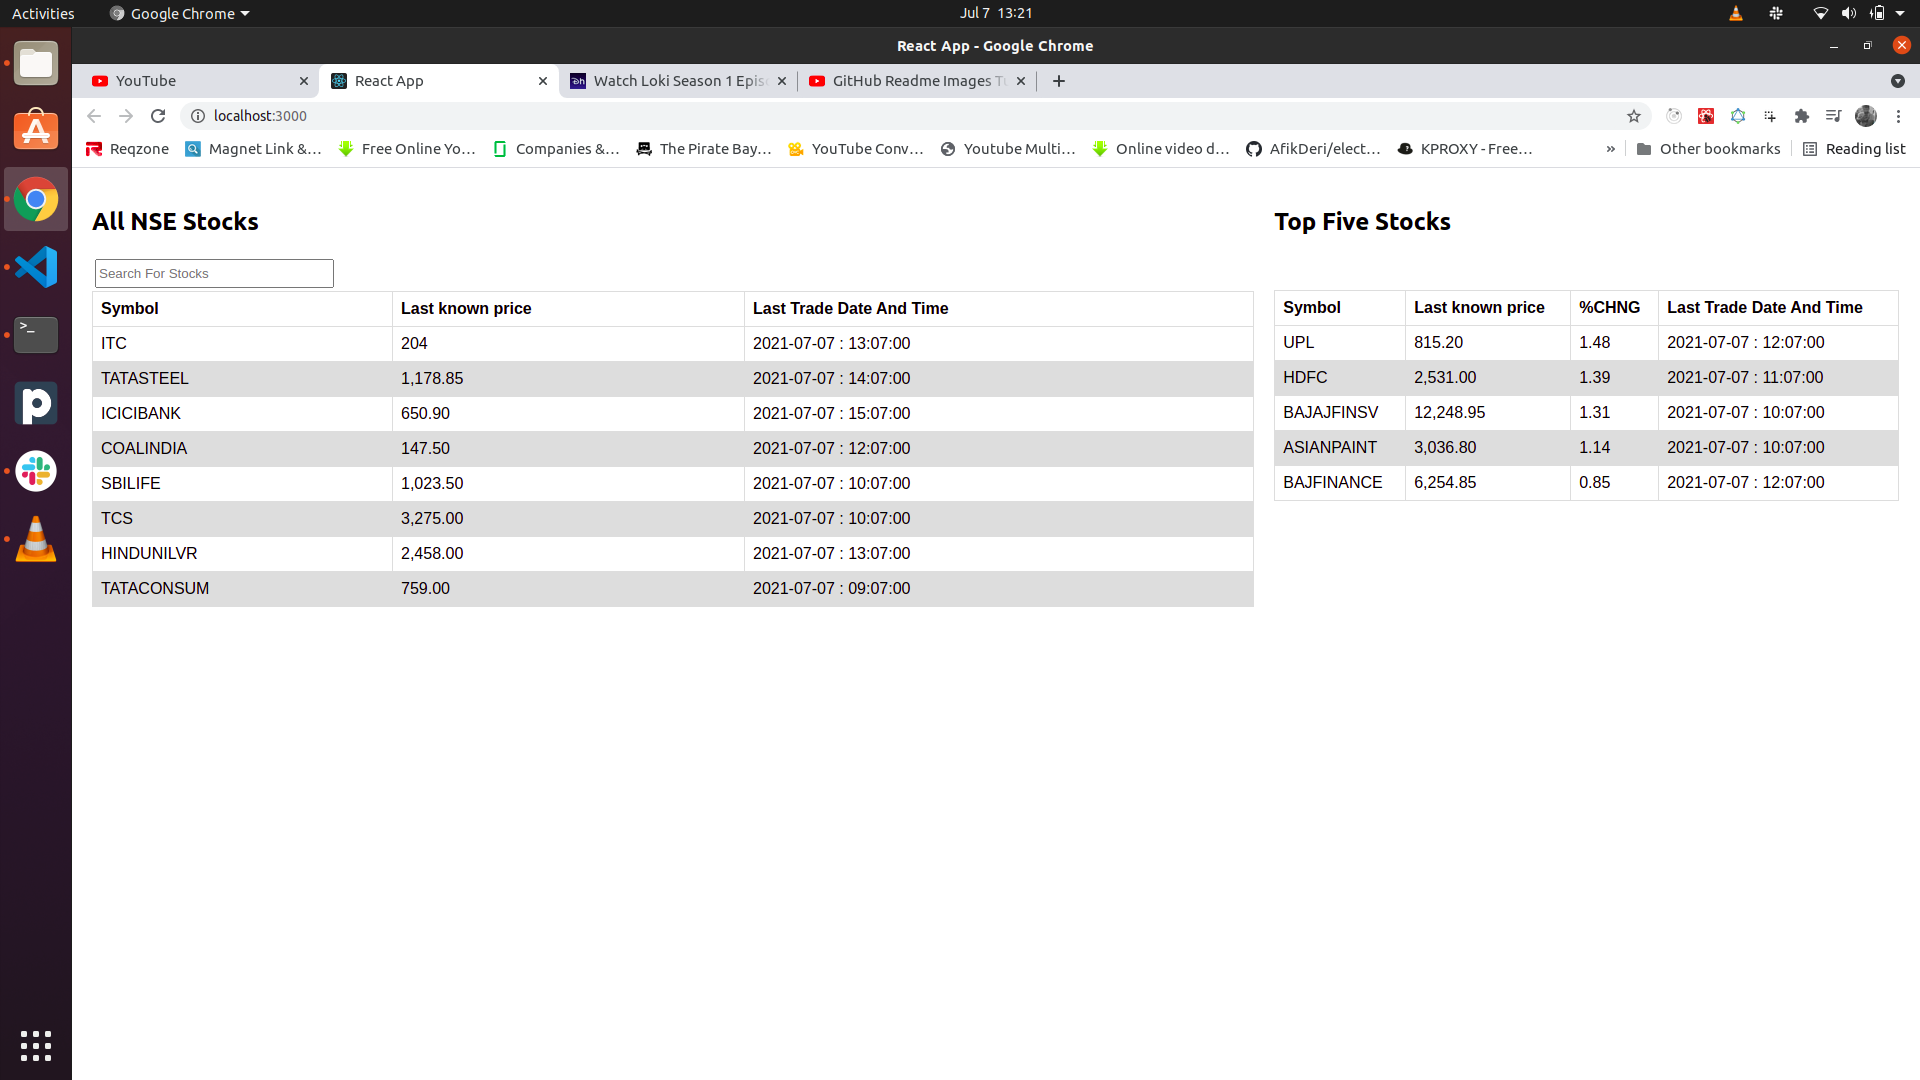 Activities Google Chrome Jul 7 13:21
React App - Google Chrome
YouTube React App Watch Loki Season 1 Epis GitHub Readme Images T
localhost:3000
Reqzone Magnet Link &... Free Online Yo... Companies &... The Pirate Bay... YouTube Conv... Youtube Multi... Online video d... AfikDeri/elect... KPROXY - Free... » Other bookmarks Reading list
All NSE Stocks
Search For Stocks
Symbol Last known price Last Trade Date And Time
ITC 204 2021-07-07 : 13:07:00
TATASTEEL 1,178.85 2021-07-07 : 14:07:00
ICICIBANK 650.90 2021-07-07 : 15:07:00
COALINDIA 147.50 2021-07-07 : 12:07:00
SBILIFE 1,023.50 2021-07-07 : 10:07:00
TCS 3,275.00 2021-07-07 : 10:07:00
HINDUNILVR 2,458.00 2021-07-07 : 13:07:00
TATACONSUM 759.00 2021-07-07 : 09:07:00
Top Five Stocks
Symbol Last known price %CHNG Last Trade Date And Time
UPL 815.20 1.48 2021-07-07 : 12:07:00
HDFC 2,531.00 1.39 2021-07-07 : 11:07:00
BAJAJFINSV 12,248.95 1.31 2021-07-07 : 10:07:00
ASIANPAINT 3,036.80 1.14 2021-07-07 : 10:07:00
BAJFINANCE 6,254.85 0.85 2021-07-07 : 12:07:00